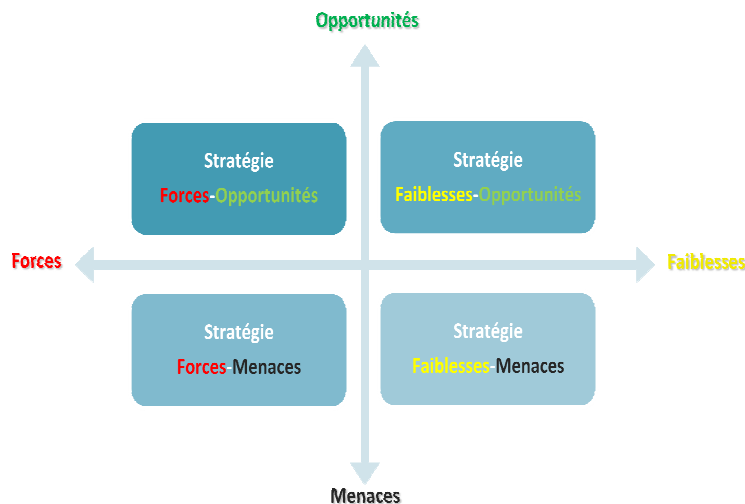 Opportunités
Stratégie
Forces-Opportunités
Stratégie
Faiblesses-Opportunités
Forces
Faiblesses
Stratégie
Forces-Menaces
Stratégie
Faiblesses-Menaces
Menaces